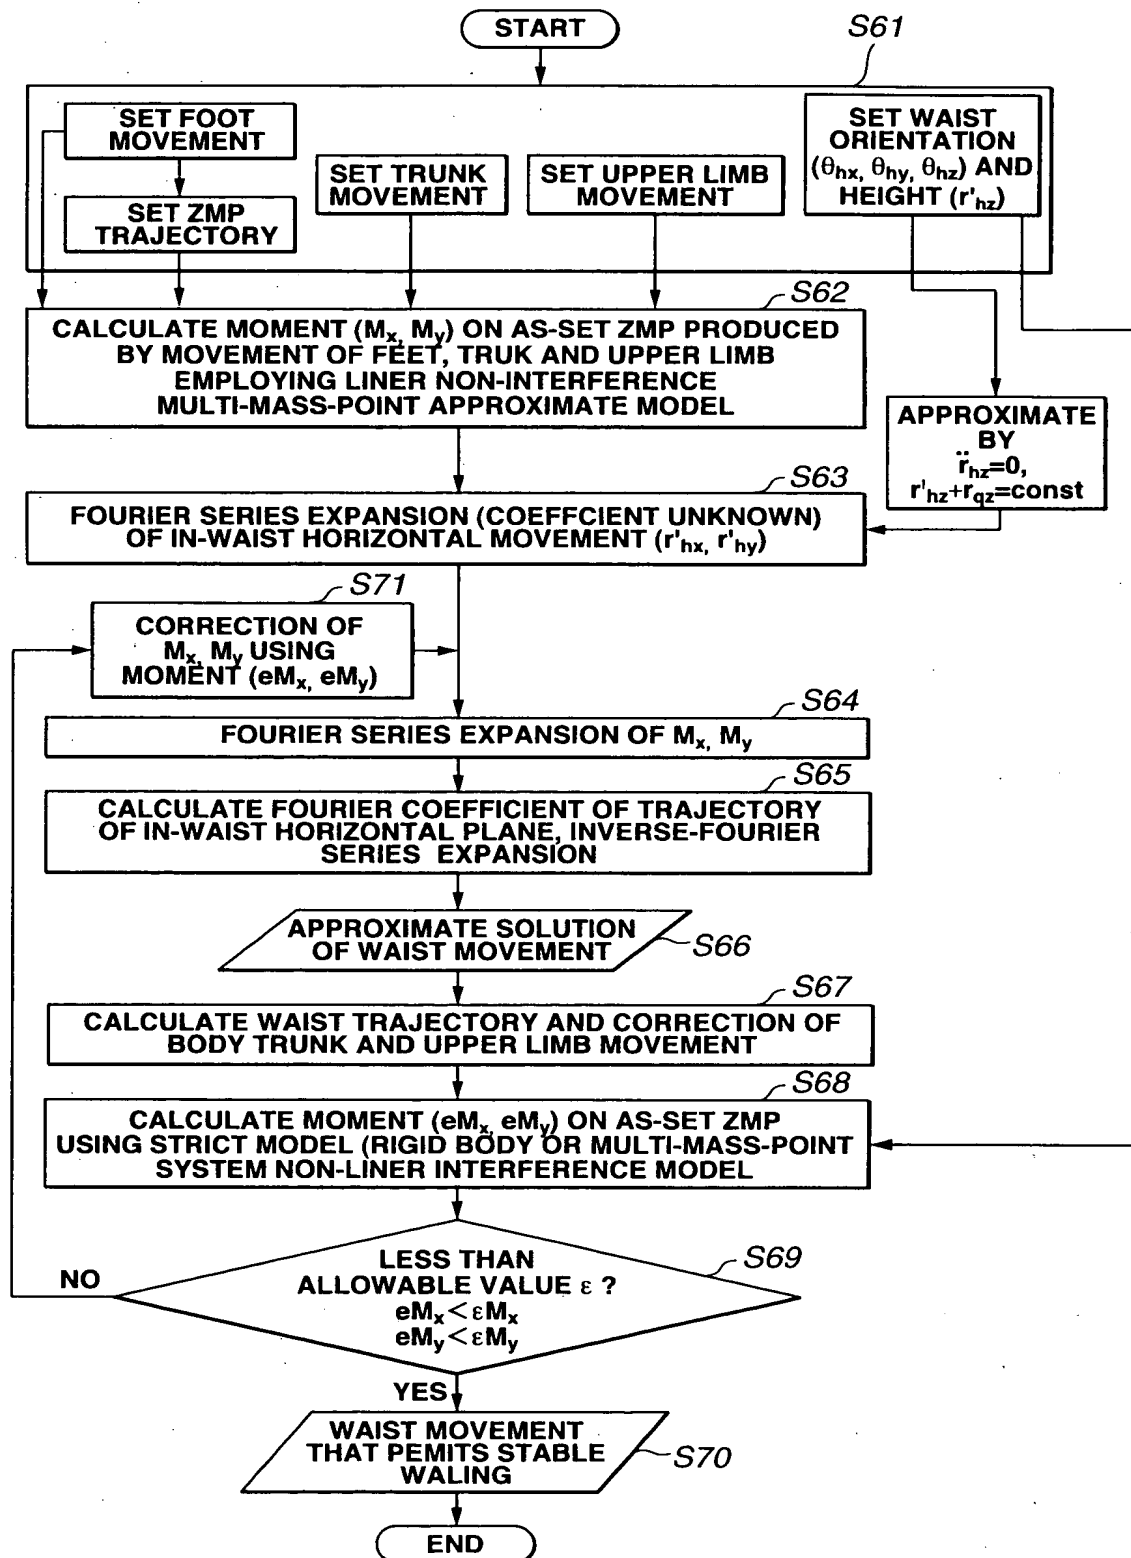 START
S61
SET FOOT
MOVEMENT
SET ZMP
TRAJECTORY
SET TRUNK
MOVEMENT
SET UPPER LIMB
MOVEMENT
SET WAIST
ORIENTATION
(θhx, θhy, θhz) AND
HEIGHT (r'hz)
S62
CALCULATE MOMENT (Mx, My) ON AS-SET ZMP PRODUCED
BY MOVEMENT OF FEET, TRUK AND UPPER LIMB
EMPLOYING LINER NON-INTERFERENCE
MULTI-MASS-POINT APPROXIMATE MODEL
APPROXIMATE
BY
r̈hz=0,
r'hz+rqz=const
S63
FOURIER SERIES EXPANSION (COEFFCIENT UNKNOWN)
OF IN-WAIST HORIZONTAL MOVEMENT (r'hx, r'hy)
S71
CORRECTION OF
Mx, My USING
MOMENT (eMx, eMy)
S64
FOURIER SERIES EXPANSION OF Mx, My
S65
CALCULATE FOURIER COEFFICIENT OF TRAJECTORY
OF IN-WAIST HORIZONTAL PLANE, INVERSE-FOURIER
SERIES EXPANSION
APPROXIMATE SOLUTION
OF WAIST MOVEMENT
S66
S67
CALCULATE WAIST TRAJECTORY AND CORRECTION OF
BODY TRUNK AND UPPER LIMB MOVEMENT
S68
CALCULATE MOMENT (eMx, eMy) ON AS-SET ZMP
USING STRICT MODEL (RIGID BODY OR MULTI-MASS-POINT
SYSTEM NON-LINER INTERFERENCE MODEL
S69
LESS THAN
ALLOWABLE VALUE ε ?
eMx<εMx
eMy<εMy
NO
YES
WAIST MOVEMENT
THAT PEMITS STABLE
WALING
S70
END